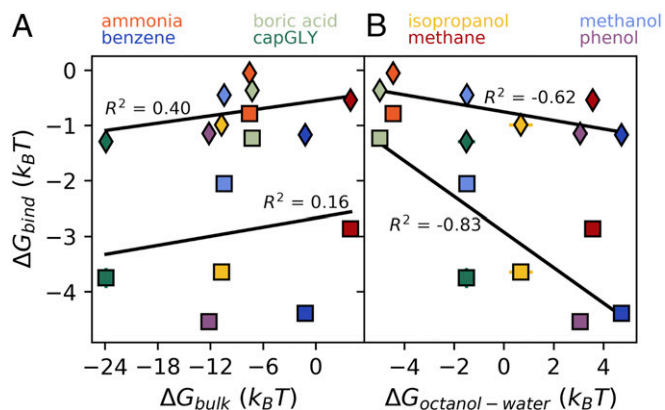 A
ammonia boric acid
benzene capGLY
B
isopropanol methanol
methane phenol
ΔG_bind (k_BT)
0
−1
−2
−3
−4
R² = 0.40
R² = 0.16
R² = -0.62
R² = -0.83
−24 −18 −12 −6 0
−4 −2 0 2 4
ΔG_bulk (k_BT)
ΔG_octanol−water (k_BT)